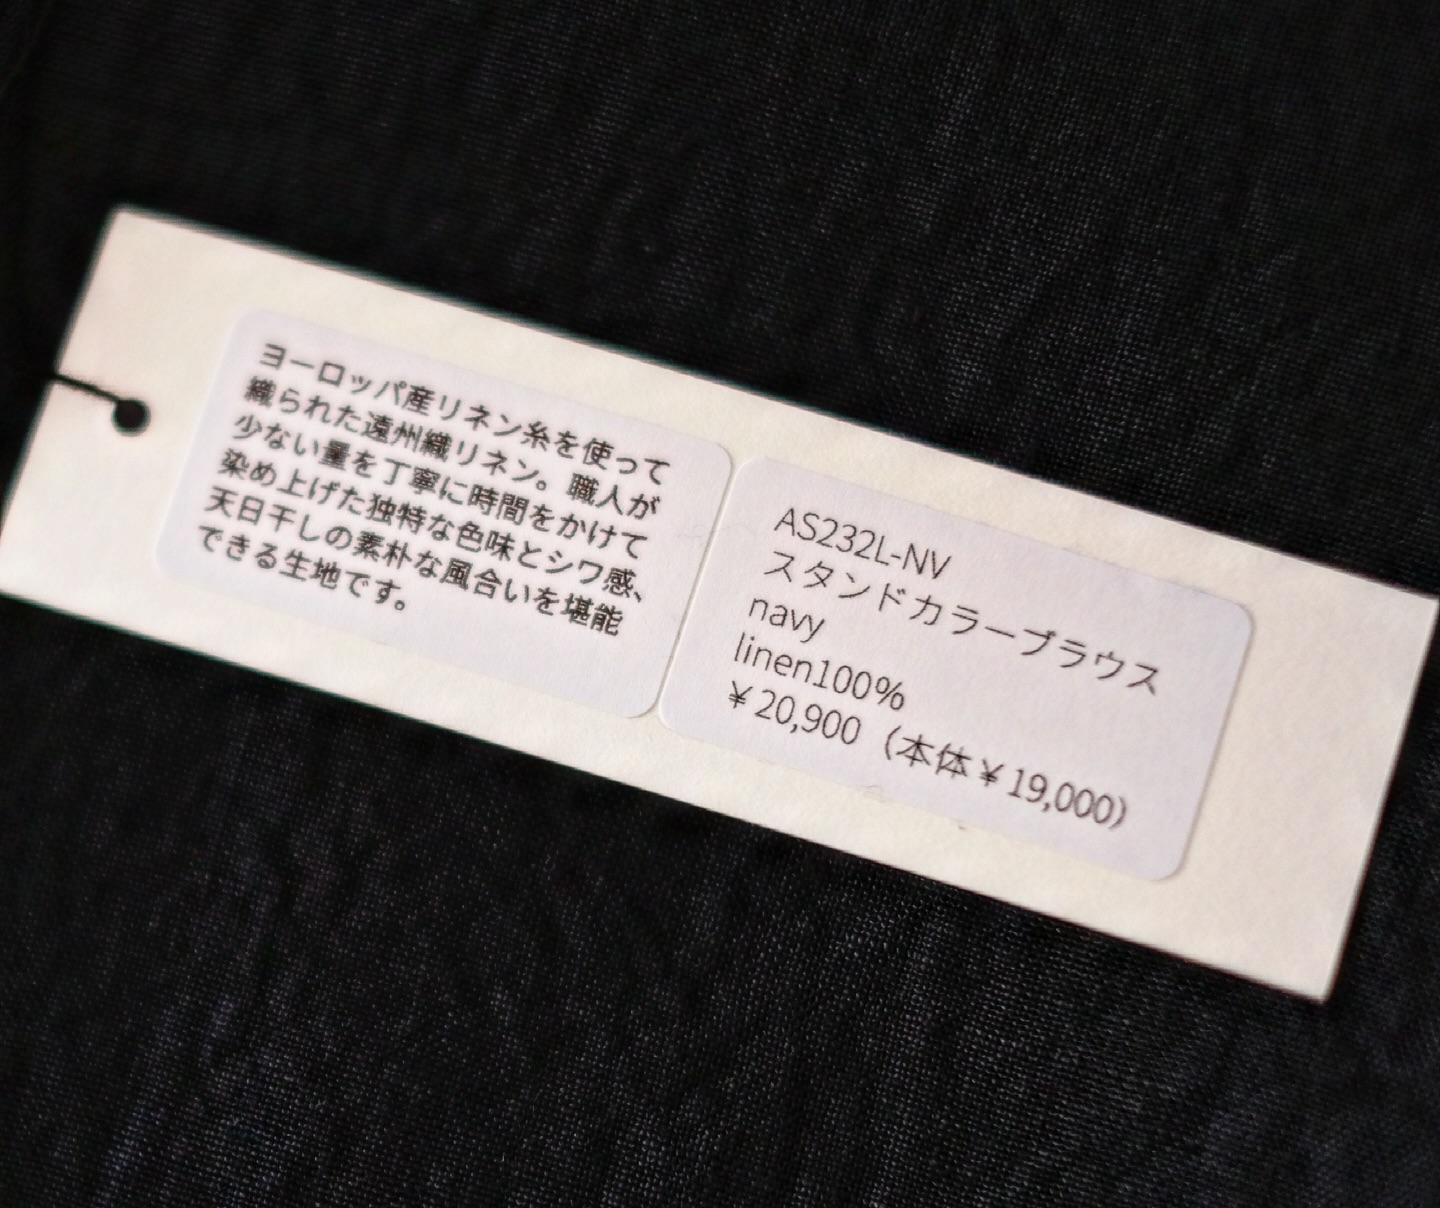 ヨーロッパ産リネン糸を使って
織られた遠州織リネン。職人が
少ない量を丁寧に時間をかけて
染め上げた独特な色味とシワ感、
天日干しの素朴な風合いを堪能
できる生地です。
AS232L-NV
スタンドカラーブラウス
navy
linen100%
¥20,900（本体¥19,000）